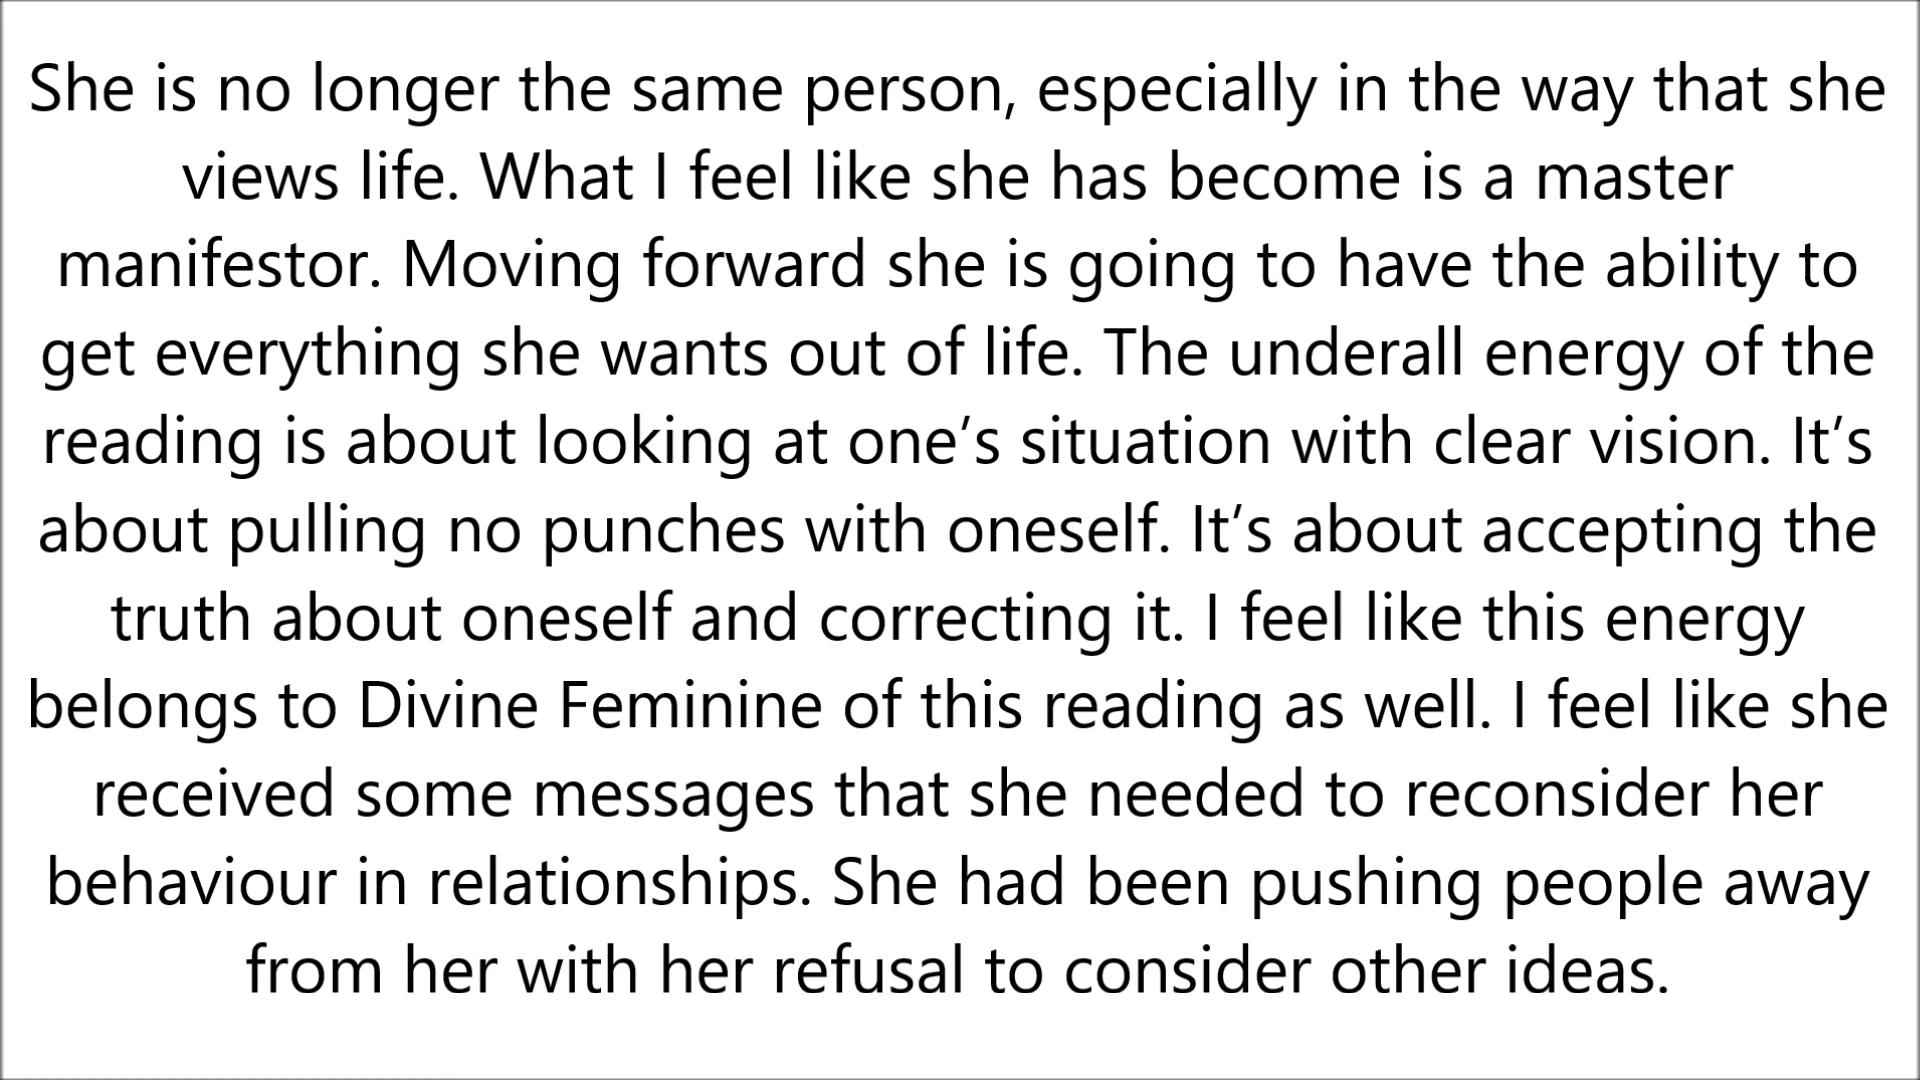 She is no longer the same person, especially in the way that she
views life. What I feel like she has become is a master
manifestor. Moving forward she is going to have the ability to
get everything she wants out of life. The underall energy of the
reading is about looking at one’s situation with clear vision. It’s
about pulling no punches with oneself. It’s about accepting the
truth about oneself and correcting it. I feel like this energy
belongs to Divine Feminine of this reading as well. I feel like she
received some messages that she needed to reconsider her
behaviour in relationships. She had been pushing people away
from her with her refusal to consider other ideas.